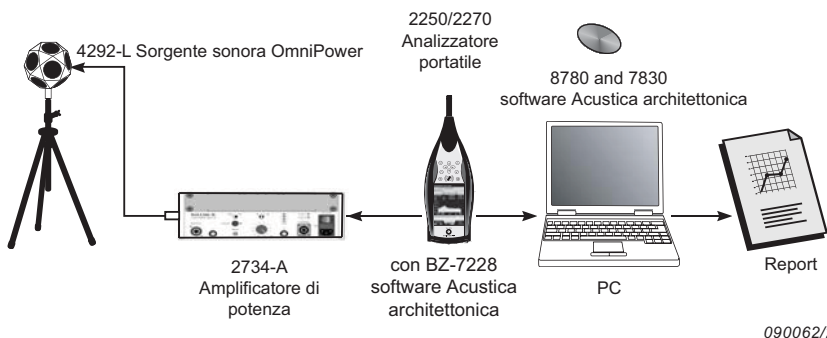 4292-L Sorgente sonora OmniPower
2250/2270
Analizzatore
portatile
8780 and 7830
software Acustica architettonica
2734-A
Amplificatore di
potenza
con BZ-7228
software Acustica
architettonica
PC
Report
090062/